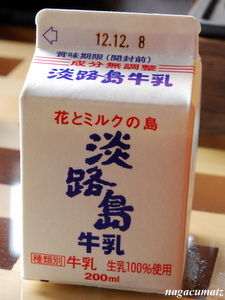 12.12. 8
賞味期限(開封前)
成分無調整
淡路島牛乳
花とミルクの島
淡路島
牛乳
種類別 牛乳 生乳100%使用
200ml
nagacumatz